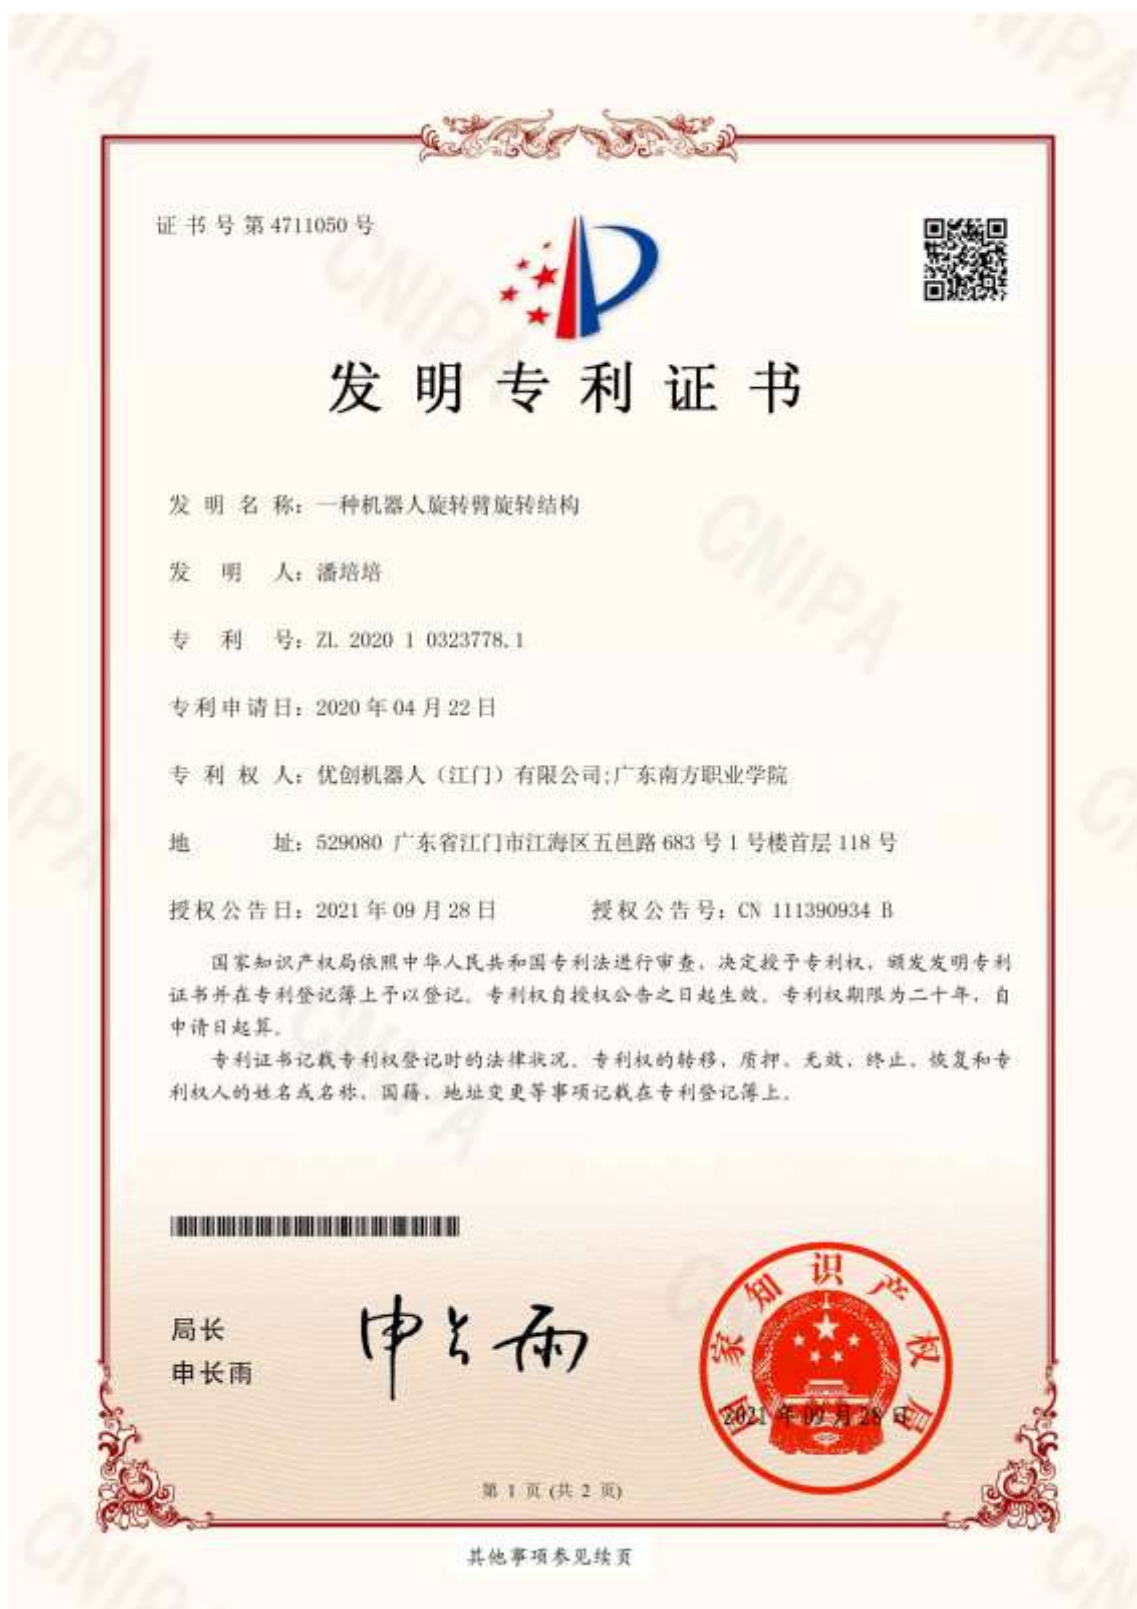 证书号第4711050号
发明专利证书
发明名称：一种机器人旋转臂旋转结构
发明人：潘培培
专利号：ZL 2020 1 0323778.1
专利申请日：2020年04月22日
专利权人：优创机器人（江门）有限公司;广东南方职业学院
地址：529080 广东省江门市江海区五邑路683号1号楼首层118号
授权公告日：2021年09月28日 授权公告号：CN 111390934 B
国家知识产权局依照中华人民共和国专利法进行审查，决定授予专利权，颁发发明专利
证书并在专利登记簿上予以登记。专利权自授权公告之日起生效。专利权期限为二十年，自
申请日起算。
专利证书记载专利权登记时的法律状况。专利权的转移、质押、无效、终止、恢复和专
利权人的姓名或名称、国籍、地址变更等事项记载在专利登记簿上。
局长
申长雨
申长雨
国家知识产权局
2021年09月28日
第 1 页 (共 2 页)
其他事项参见续页
CNIPA
CNIPA
CNIPA
CNIPA
CNIPA